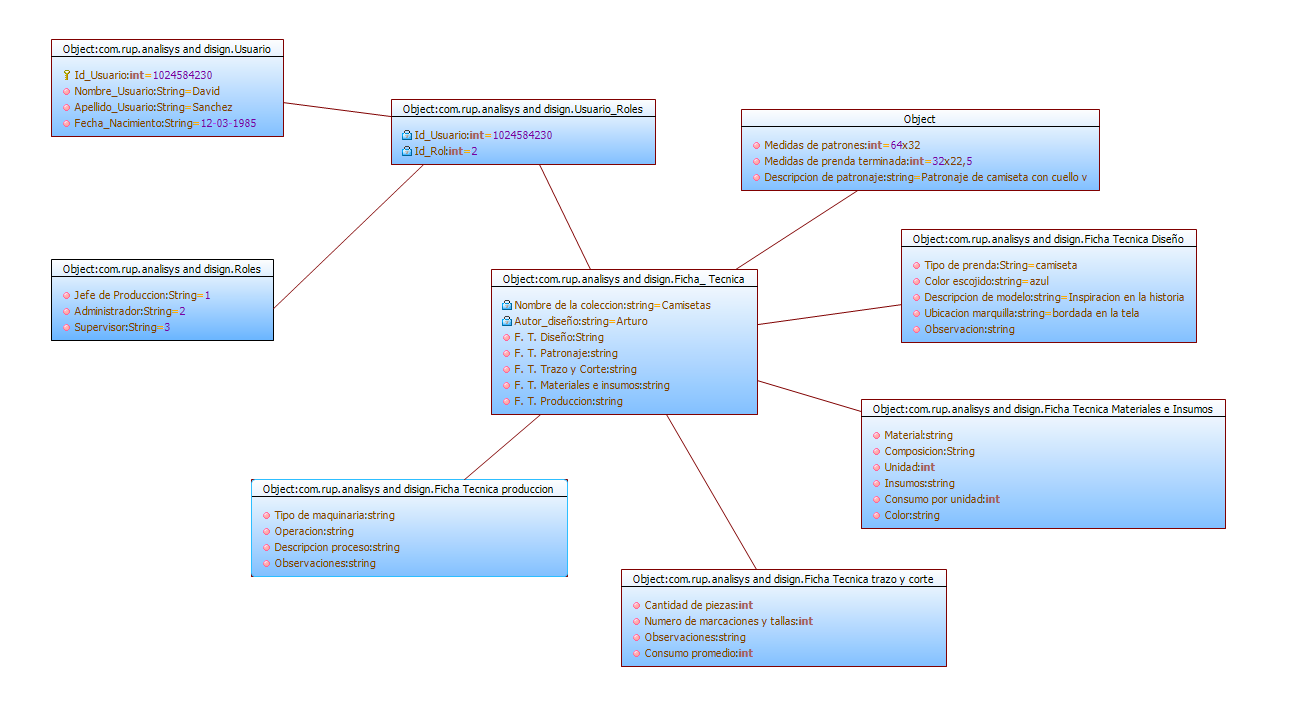 Object:com.rup.analisys and disign.Usuario
Id_Usuario:int=1024584230
Nombre_Usuario:String=David
Apellido_Usuario:String=Sanchez
Fecha_Nacimiento:String=12-03-1985
Object:com.rup.analisys and disign.Usuario_Roles
Id_Usuario:int=1024584230
Id_Rol:int=2
Object
Medidas de patrones:int=64x32
Medidas de prenda terminada:int=32x22,5
Descripcion de patronaje:string=Patronaje de camiseta con cuello v
Object:com.rup.analisys and disign.Ficha Tecnica Diseño
Tipo de prenda:String=camiseta
Color escojido:string=azul
Descripcion de modelo:string=Inspiracion en la historia
Ubicacion marquilla:string=bordada en la tela
Observacion:string
Object:com.rup.analisys and disign.Roles
Jefe de Produccion:String=1
Administrador:String=2
Supervisor:String=3
Object:com.rup.analisys and disign.Ficha_ Tecnica
Nombre de la coleccion:string=Camisetas
Autor_diseño:string=Arturo
F. T. Diseño:String
F. T. Patronaje:string
F. T. Trazo y Corte:string
F. T. Materiales e insumos:string
F. T. Produccion:string
Object:com.rup.analisys and disign.Ficha Tecnica Materiales e Insumos
Material:string
Composicion:String
Unidad:int
Insumos:string
Consumo por unidad:int
Color:string
Object:com.rup.analisys and disign.Ficha Tecnica produccion
Tipo de maquinaria:string
Operacion:string
Descripcion proceso:string
Observaciones:string
Object:com.rup.analisys and disign.Ficha Tecnica trazo y corte
Cantidad de piezas:int
Numero de marcaciones y tallas:int
Observaciones:string
Consumo promedio:int